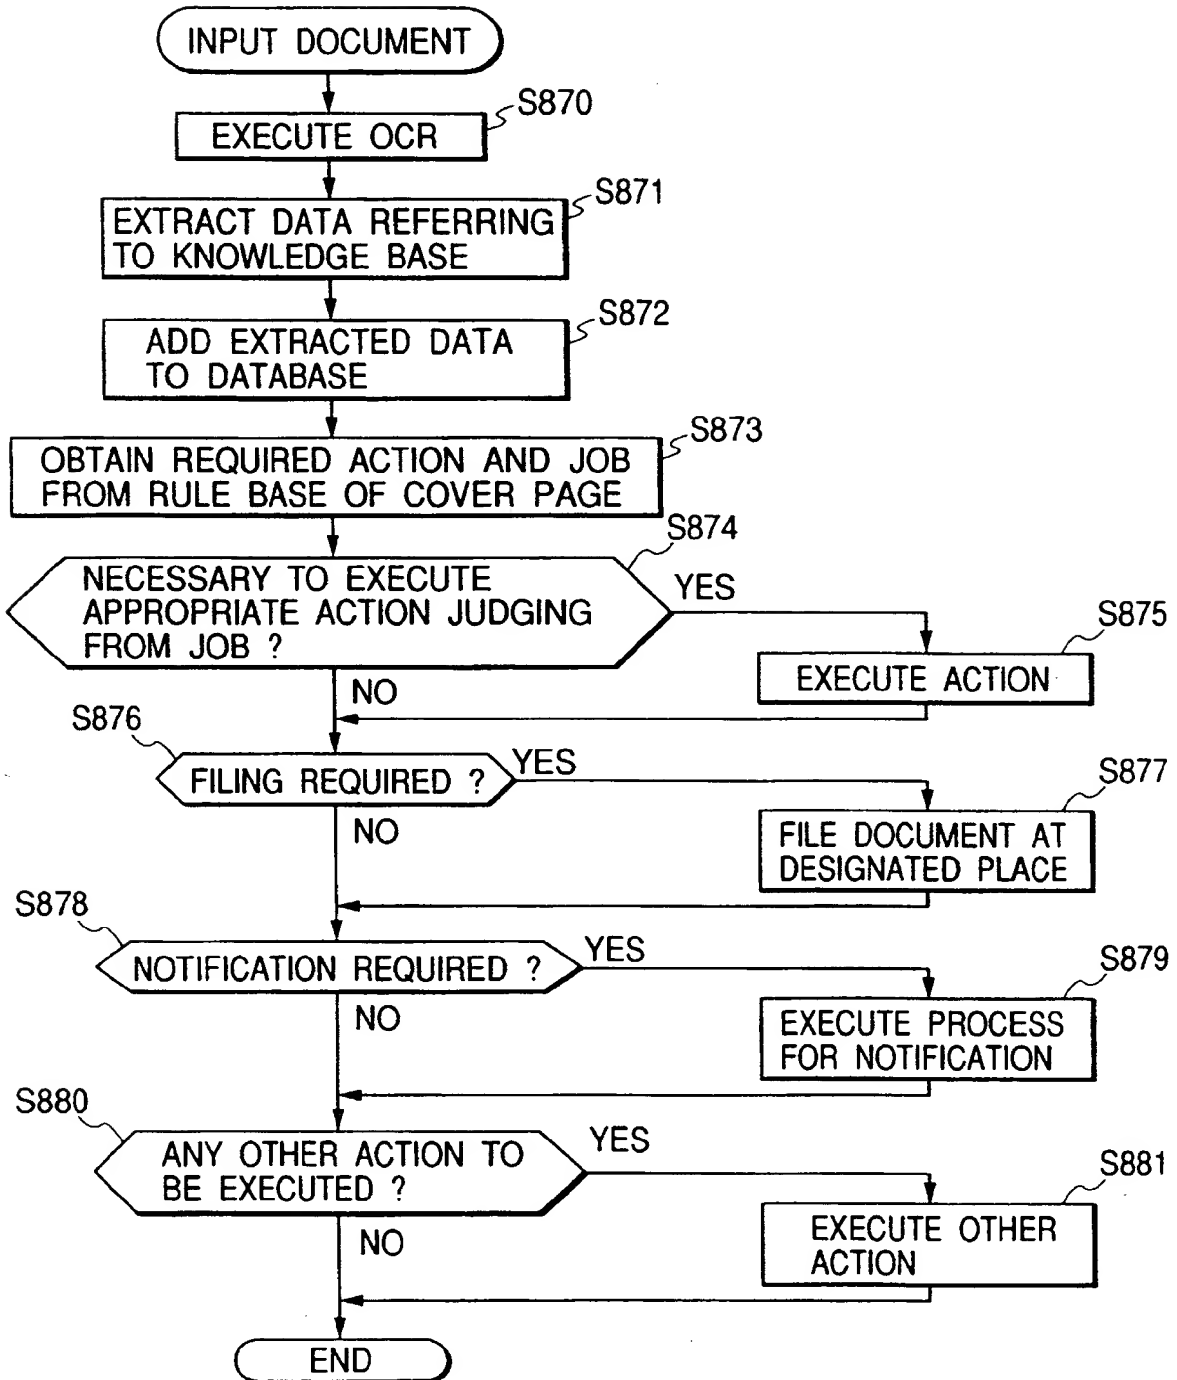 INPUT DOCUMENT
S870
EXECUTE OCR
S871
EXTRACT DATA REFERRING
TO KNOWLEDGE BASE
S872
ADD EXTRACTED DATA
TO DATABASE
S873
OBTAIN REQUIRED ACTION AND JOB
FROM RULE BASE OF COVER PAGE
S874
NECESSARY TO EXECUTE
APPROPRIATE ACTION JUDGING
FROM JOB ?
YES
S875
EXECUTE ACTION
NO
S876
FILING REQUIRED ?
YES
S877
FILE DOCUMENT AT
DESIGNATED PLACE
NO
S878
NOTIFICATION REQUIRED ?
YES
S879
EXECUTE PROCESS
FOR NOTIFICATION
NO
S880
ANY OTHER ACTION TO
BE EXECUTED ?
YES
S881
EXECUTE OTHER
ACTION
NO
END